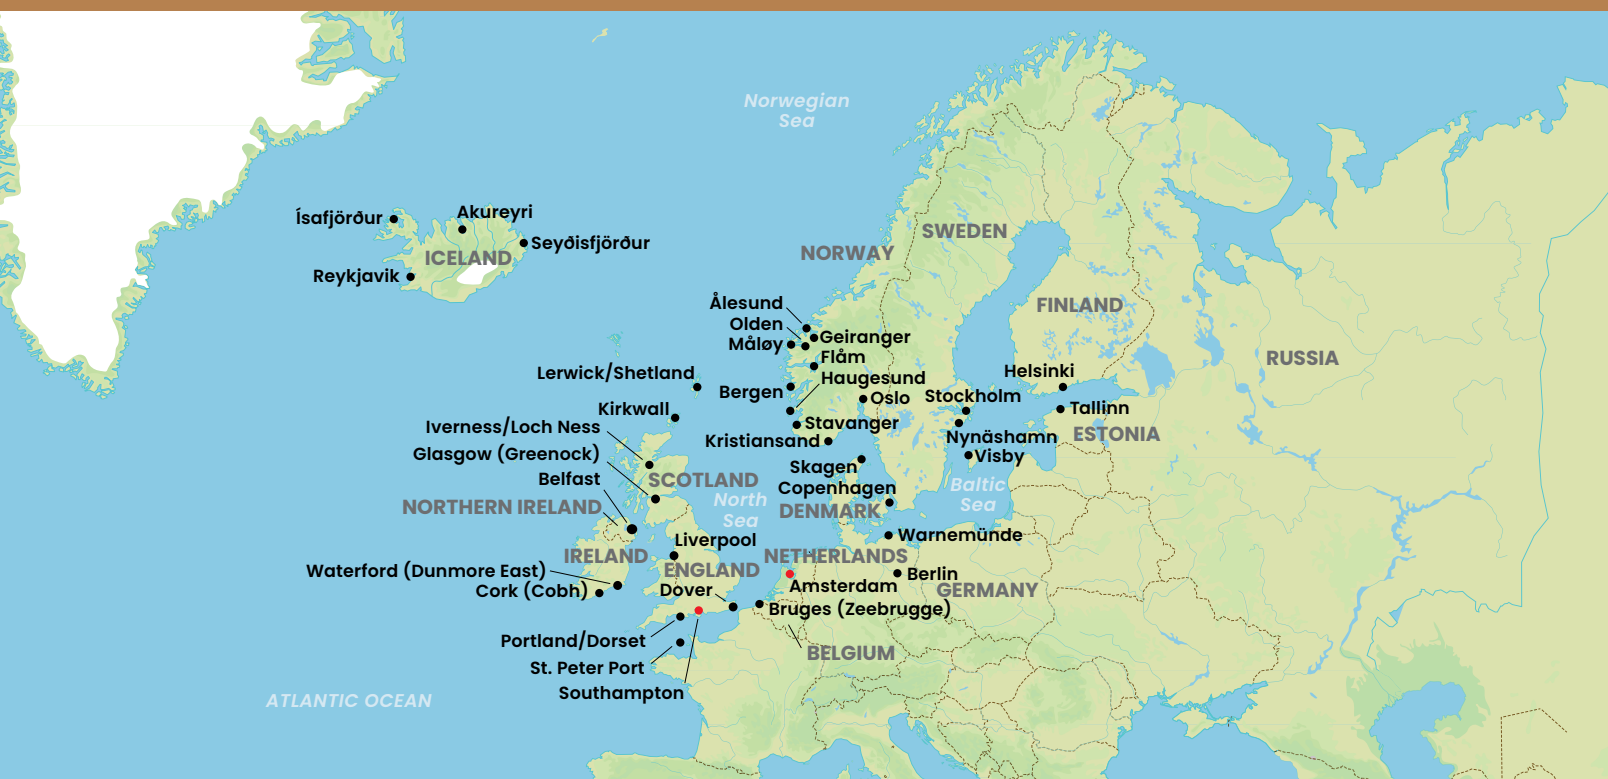 Norwegian
Sea
Ísafjörður
Akureyri
Seyðisfjörður
ICELAND
Reykjavik
SWEDEN
NORWAY
FINLAND
RUSSIA
Ålesund
Olden
Måløy
Geiranger
Flåm
Haugesund
Bergen
Oslo
Stavanger
Kristiansand
Lerwick/Shetland
Kirkwall
Iverness/Loch Ness
Glasgow (Greenock)
Belfast
SCOTLAND
NORTHERN IRELAND
North
Sea
Helsinki
Stockholm
Tallinn
Nynäshamn
ESTONIA
Visby
Skagen
Copenhagen
DENMARK
Baltic
Sea
Warnemünde
Liverpool
IRELAND
ENGLAND
NETHERLANDS
Waterford (Dunmore East)
Cork (Cobh)
Dover
Amsterdam
Berlin
GERMANY
Bruges (Zeebrugge)
Portland/Dorset
BELGIUM
St. Peter Port
Southampton
ATLANTIC OCEAN